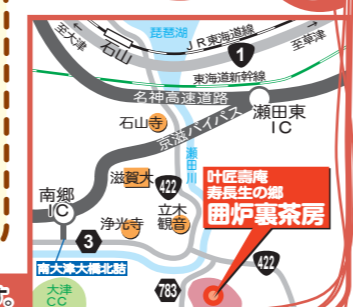 琵琶湖
JR東海道線
至大津
石山
至草津
1
東海道新幹線
名神高速道路
瀬田東
IC
石山寺
京滋バイパス
瀬田川
滋賀大
422
叶匠壽庵
寿長生の郷
囲炉裏茶房
南郷
IC
浄光寺
立木
観音
3
422
南大津大橋北詰
783
大津
CC
す。